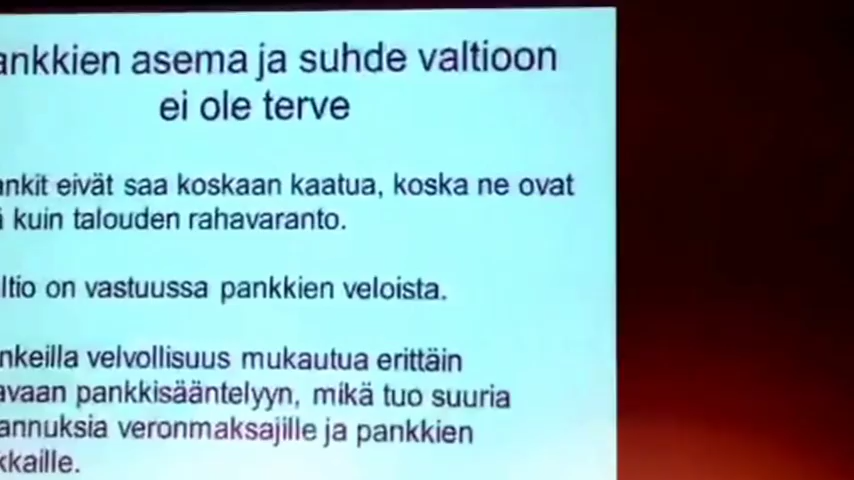 ankkien asema ja suhde valtioon
ei ole terve
ankit eivät saa koskaan kaatua, koska ne ovat
kuin talouden rahavaranto.
ltio on vastuussa pankkien veloista.
nkeilla velvollisuus mukautua erittäin
avaan pankkisääntelyyn, mikä tuo suuria
annuksia veronmaksajille ja pankkien
kkaille.